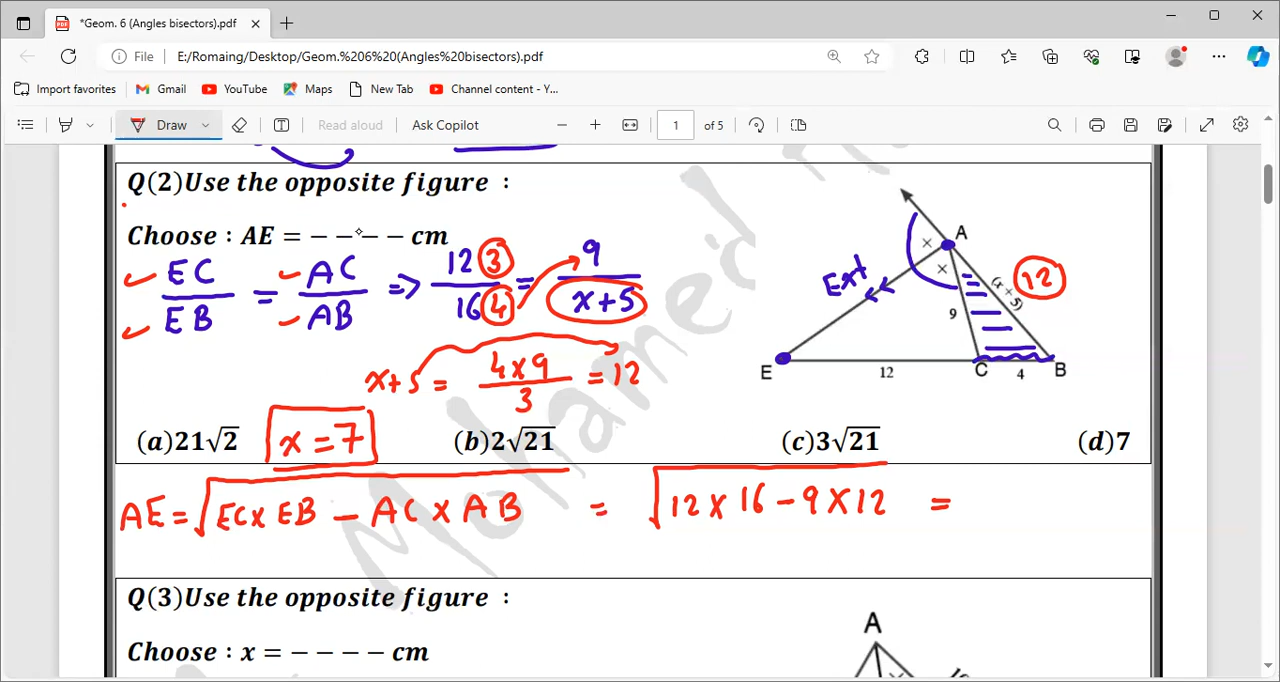 *Geom. 6 (Angles bisectors).pdf
File E:/Romaing/Desktop/Geom.%206%20(Angles%20bisectors).pdf
Import favorites Gmail YouTube Maps New Tab Channel content - Y...
Draw Read aloud Ask Copilot 1 of 5
Q(2)Use the opposite figure :
Choose : AE = − − − − cm
EC/EB = AC/AB => 12 3/16 4 = 9/x+5
x+5 = 4x9/3 = 12
(a)21√2 x = 7 (b)2√21 (c)3√21 (d)7
A
x
x
Ext
(x + 5)
12
9
E
12
C
4
B
AE = √EC x EB − AC x AB = √12 x 16 − 9 x 12 =
Q(3)Use the opposite figure :
Choose : x = − − − − cm
A
Mohamed